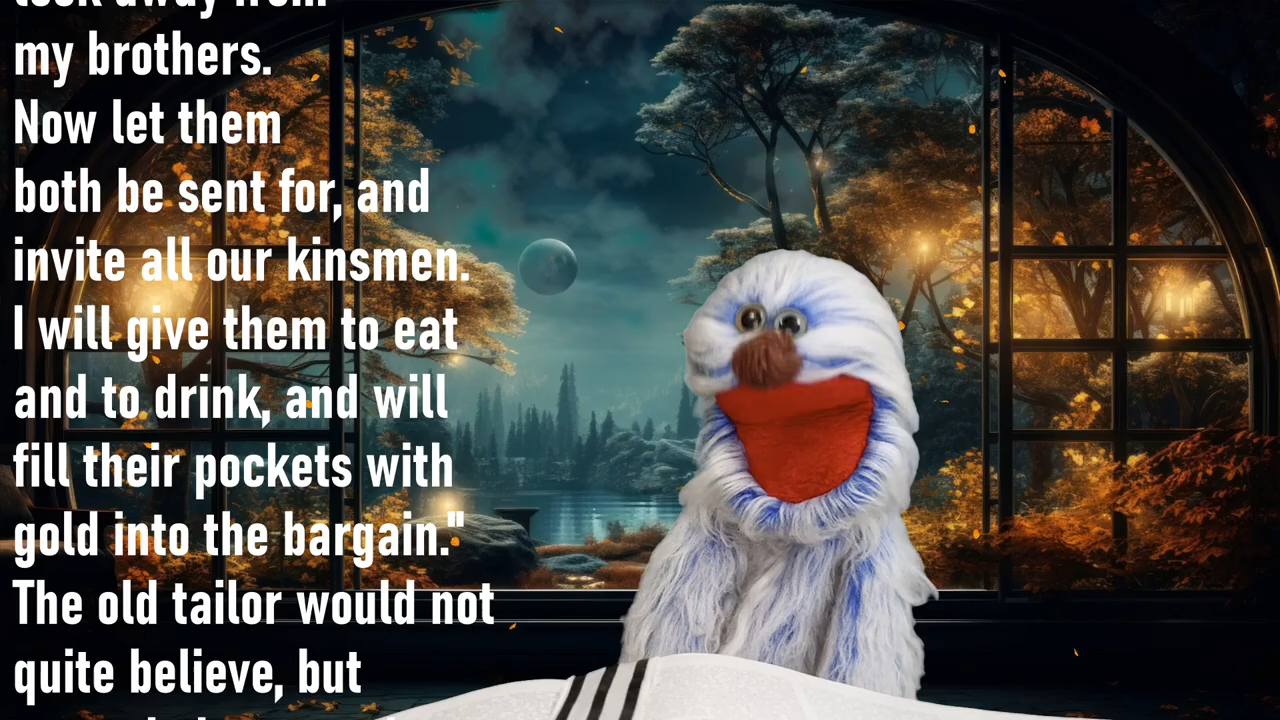 my brothers.
Now let them
both be sent for, and
invite all our kinsmen.
I will give them to eat
and to drink, and will
fill their pockets with
gold into the bargain."
The old tailor would not
quite believe, but